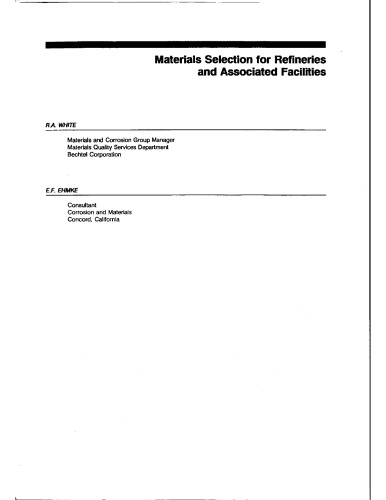 Materials Selection for Refineries
and Associated Facilities
R.A. WHITE
Materials and Corrosion Group Manager
Materials Quality Services Department
Bechtel Corporation
E.F. EHMKE
Consultant
Corrosion and Materials
Concord, California